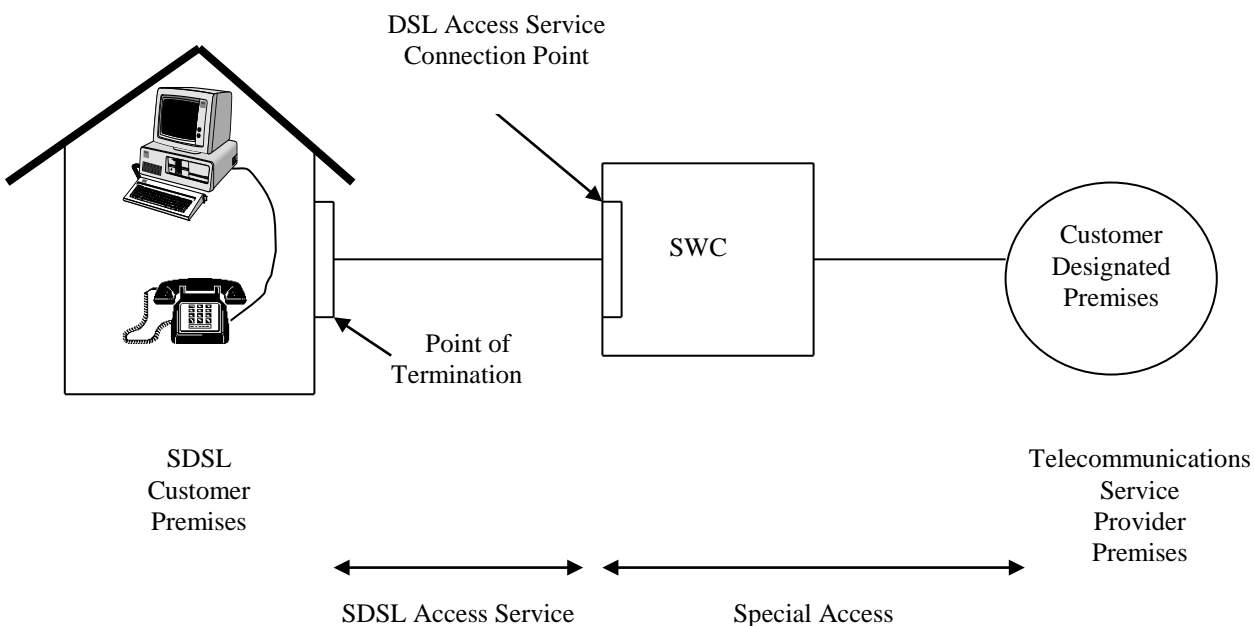 DSL Access Service
Connection Point
SWC
Customer
Designated
Premises
Point of
Termination
SDSL
Customer
Premises
Telecommunications
Service
Provider
Premises
SDSL Access Service
Special Access